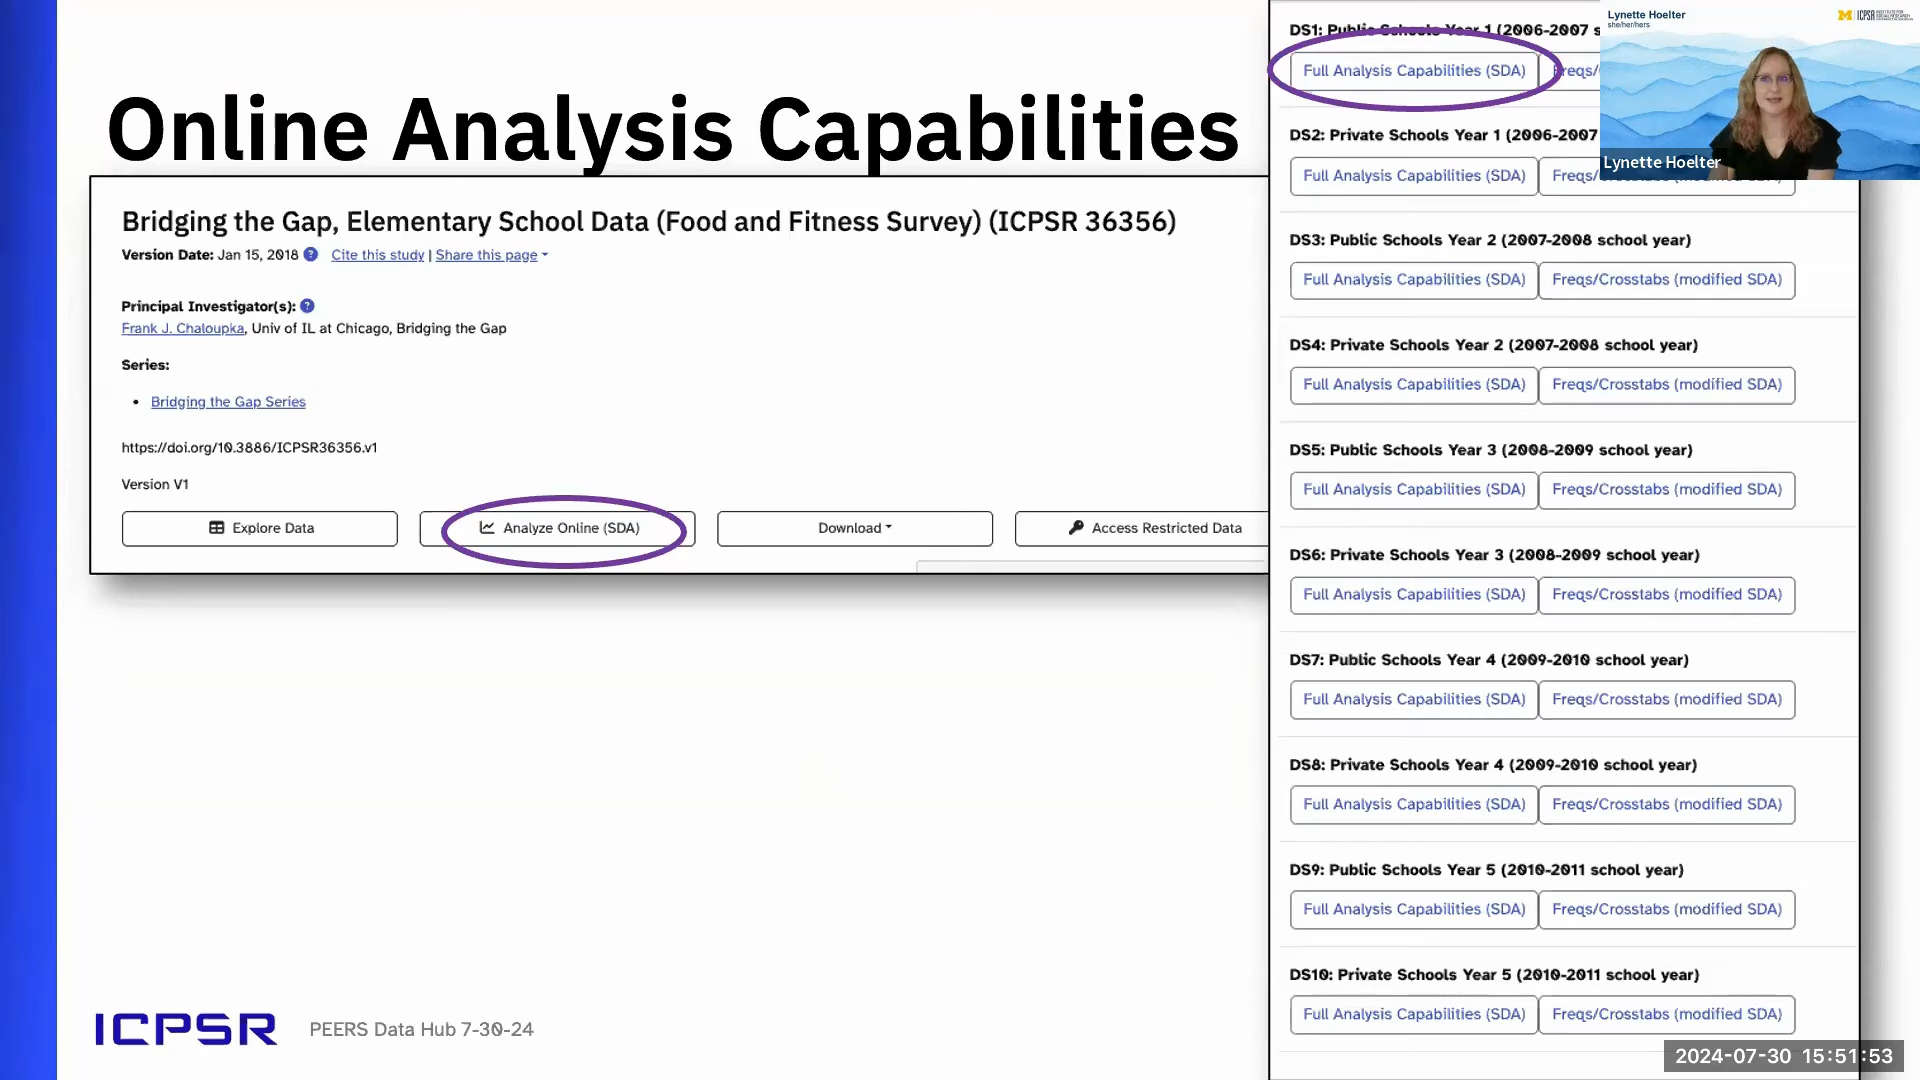 Online Analysis Capabilities
Bridging the Gap, Elementary School Data (Food and Fitness Survey) (ICPSR 36356)
Version Date: Jan 15, 2018 ? Cite this study | Share this page
Principal Investigator(s): ?
Frank J. Chaloupka, Univ of IL at Chicago, Bridging the Gap
Series:
• Bridging the Gap Series
https://doi.org/10.3886/ICPSR36356.v1
Version V1
Explore Data
Analyze Online (SDA)
Download
Access Restricted Data
DS1: Public Schools Year 1 (2006-2007 s
Full Analysis Capabilities (SDA)
Freqs/
DS2: Private Schools Year 1 (2006-2007
Full Analysis Capabilities (SDA)
DS3: Public Schools Year 2 (2007-2008 school year)
Full Analysis Capabilities (SDA) Freqs/Crosstabs (modified SDA)
DS4: Private Schools Year 2 (2007-2008 school year)
Full Analysis Capabilities (SDA) Freqs/Crosstabs (modified SDA)
DS5: Public Schools Year 3 (2008-2009 school year)
Full Analysis Capabilities (SDA) Freqs/Crosstabs (modified SDA)
DS6: Private Schools Year 3 (2008-2009 school year)
Full Analysis Capabilities (SDA) Freqs/Crosstabs (modified SDA)
DS7: Public Schools Year 4 (2009-2010 school year)
Full Analysis Capabilities (SDA) Freqs/Crosstabs (modified SDA)
DS8: Private Schools Year 4 (2009-2010 school year)
Full Analysis Capabilities (SDA) Freqs/Crosstabs (modified SDA)
DS9: Public Schools Year 5 (2010-2011 school year)
Full Analysis Capabilities (SDA) Freqs/Crosstabs (modified SDA)
DS10: Private Schools Year 5 (2010-2011 school year)
Full Analysis Capabilities (SDA) Freqs/Crosstabs (modified SDA)
Lynette Hoelter
she/her/hers
M ICPSR
Lynette Hoelter
ICPSR PEERS Data Hub 7-30-24
2024-07-30 15:51:53